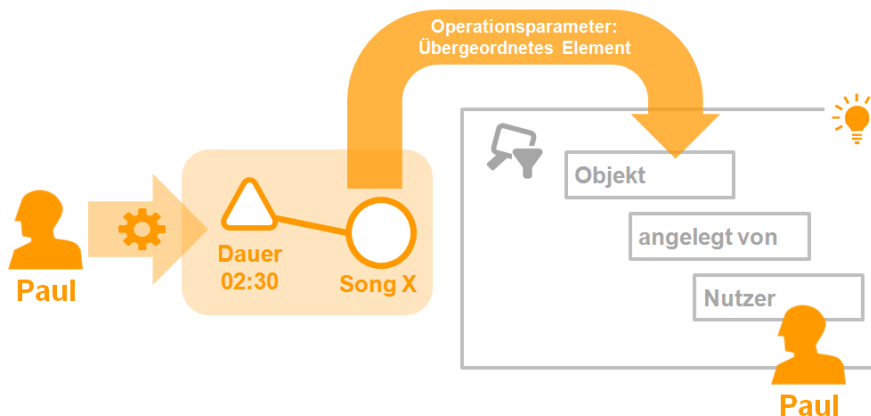 Operationsparameter:
Übergeordnetes Element
Objekt
angelegt von
Nutzer
Dauer
02:30
Song X
Paul
Paul